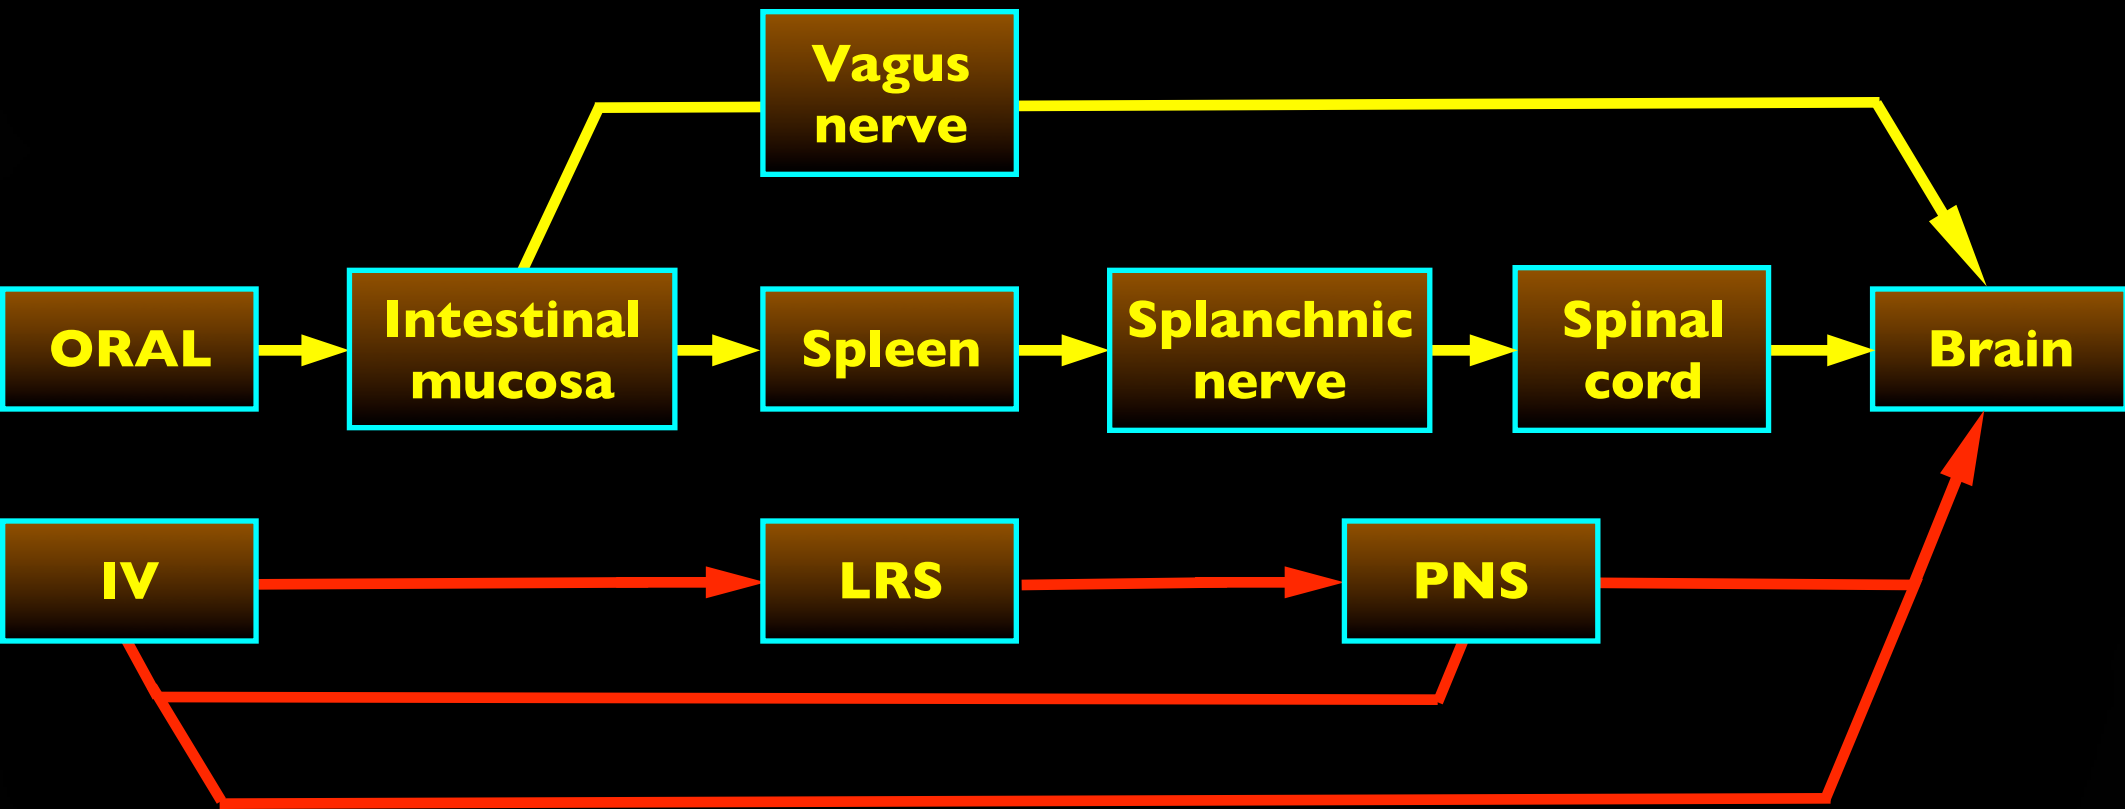 Vagus
nerve
ORAL
Intestinal
mucosa
Spleen
Splanchnic
nerve
Spinal
cord
Brain
IV
LRS
PNS